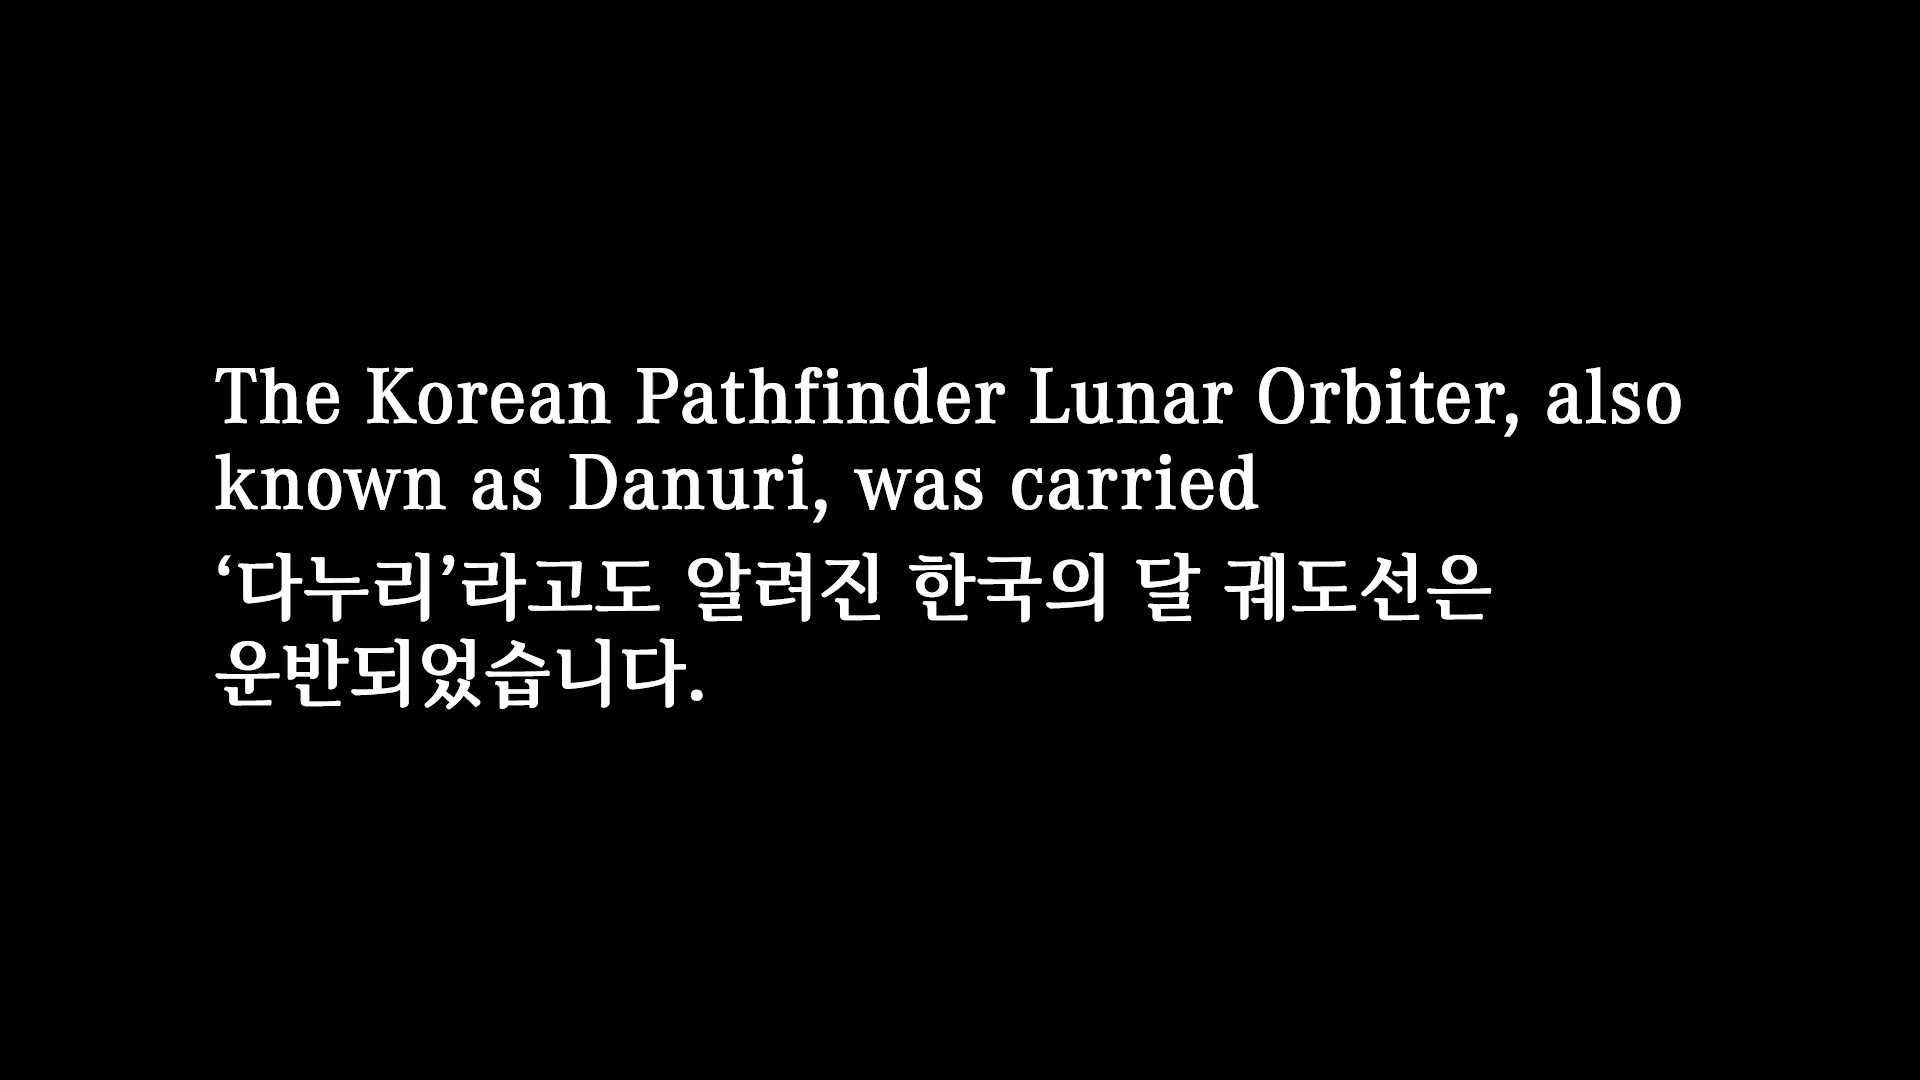 The Korean Pathfinder Lunar Orbiter, also
known as Danuri, was carried
‘다누리’라고도 알려진 한국의 달 궤도선은
운반되었습니다.